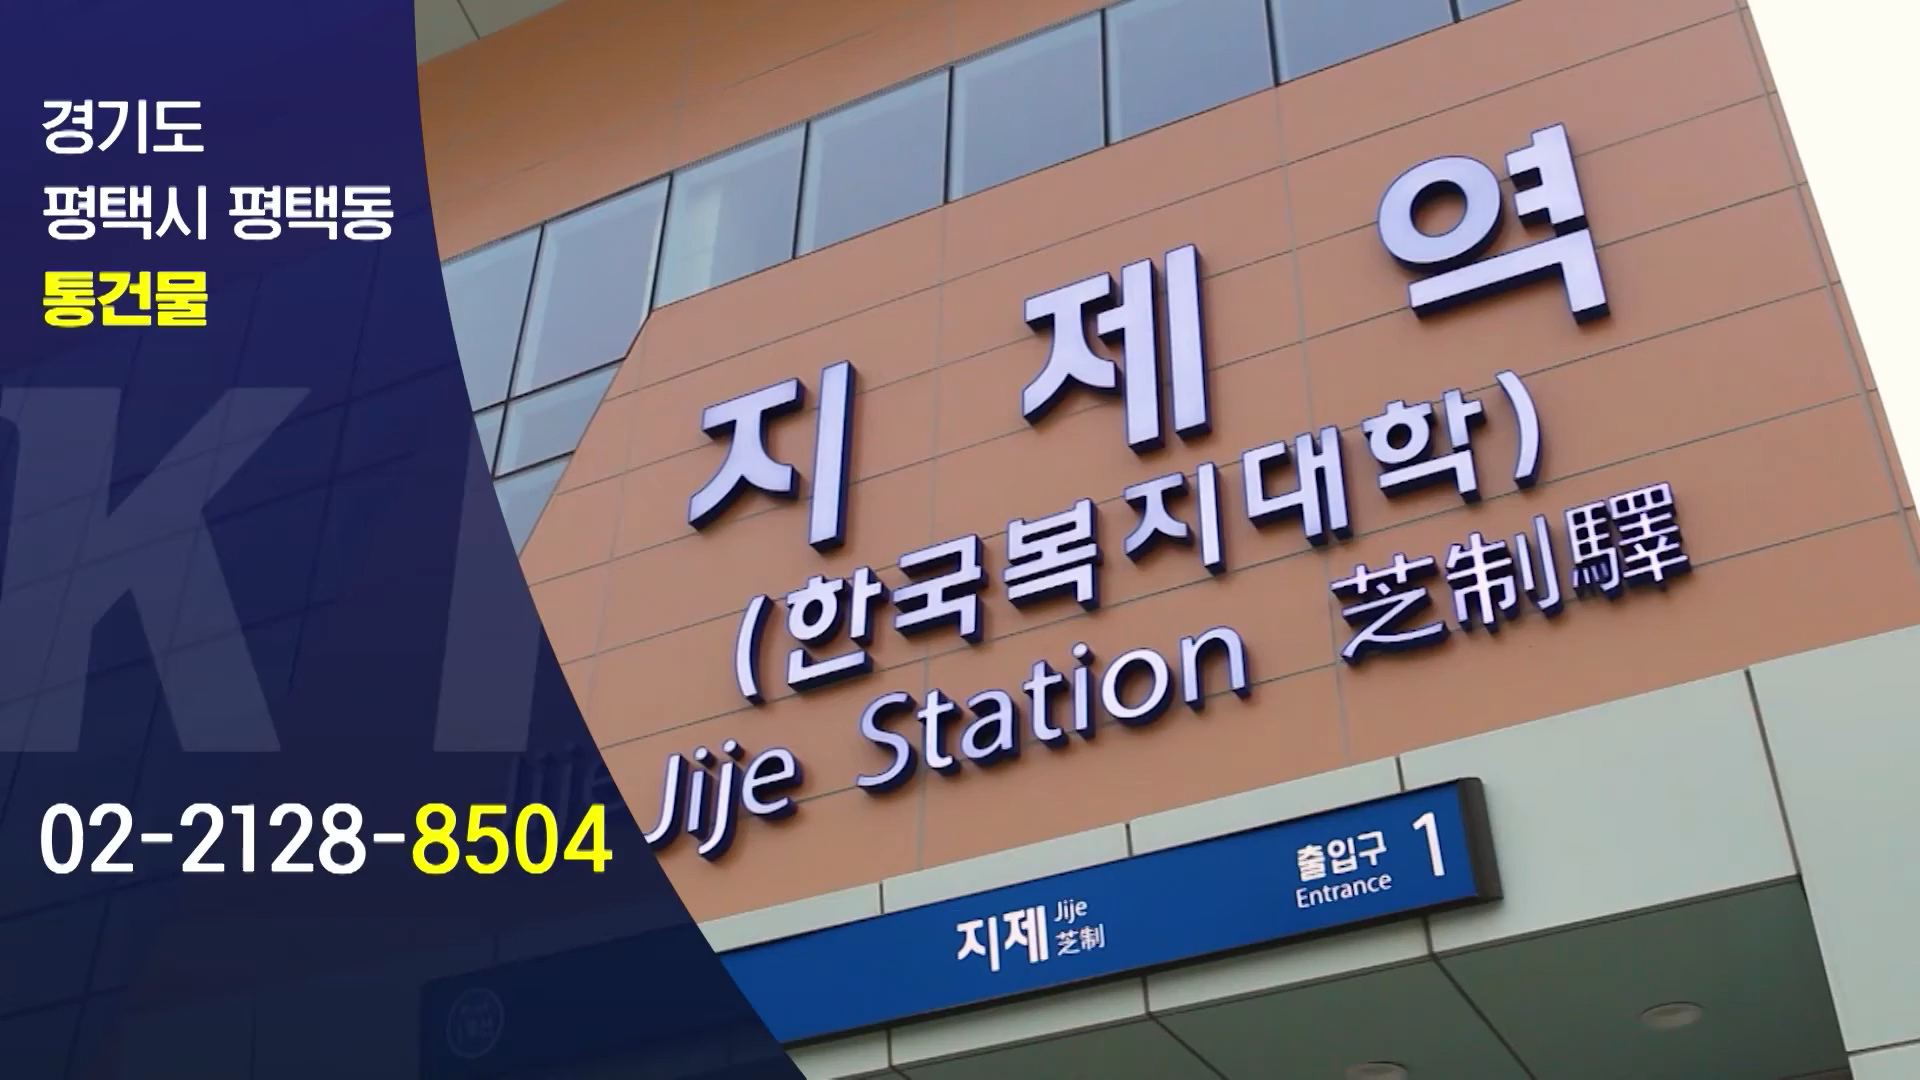 경기도
평택시 평택동
통건물
K
02-2128-8504
지제역
(한국복지대학)
Jije Station 芝制驛
지제 Jije 芝制
출입구 Entrance 1